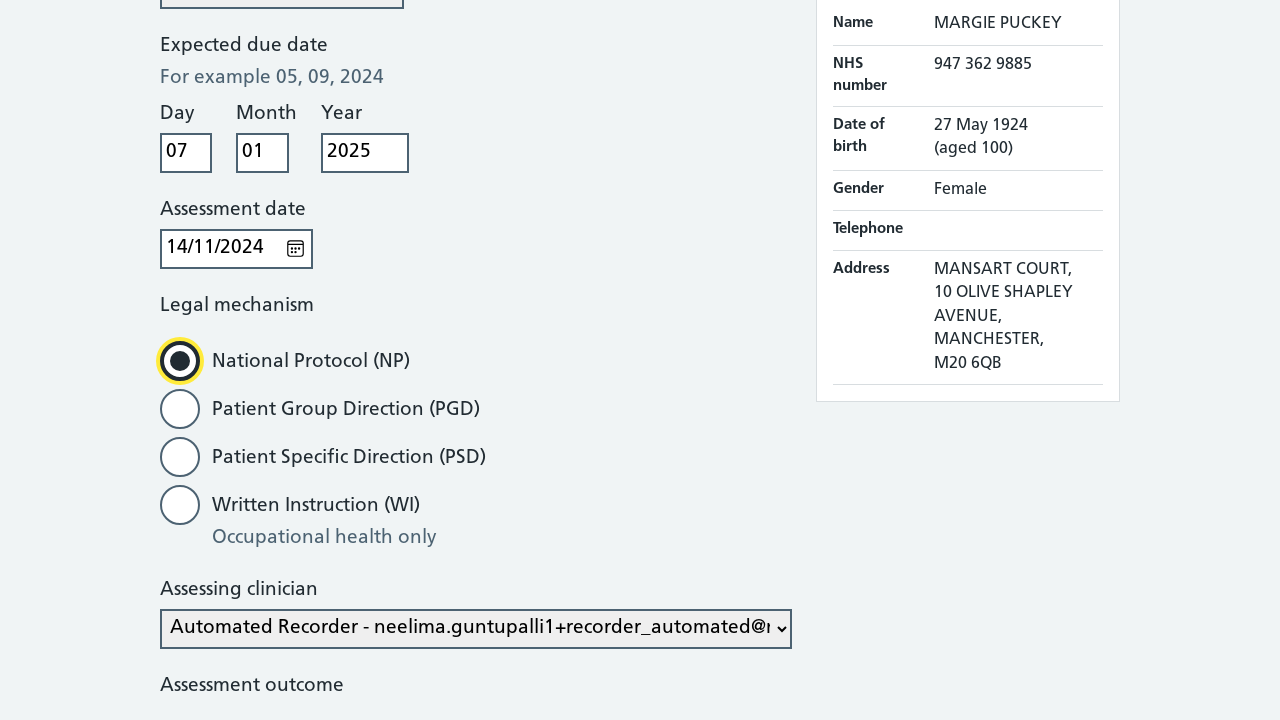 Expected due date
For example 05, 09, 2024
Day Month Year
07 01 2025
Assessment date
14/11/2024
Legal mechanism
National Protocol (NP)
Patient Group Direction (PGD)
Patient Specific Direction (PSD)
Written Instruction (WI)
Occupational health only
Assessing clinician
Automated Recorder - neelima.guntupalli1+recorder_automated@
Assessment outcome
Name MARGIE PUCKEY
NHS number 947 362 9885
Date of birth 27 May 1924 (aged 100)
Gender Female
Telephone
Address MANSART COURT,
10 OLIVE SHAPLEY
AVENUE,
MANCHESTER,
M20 6QB